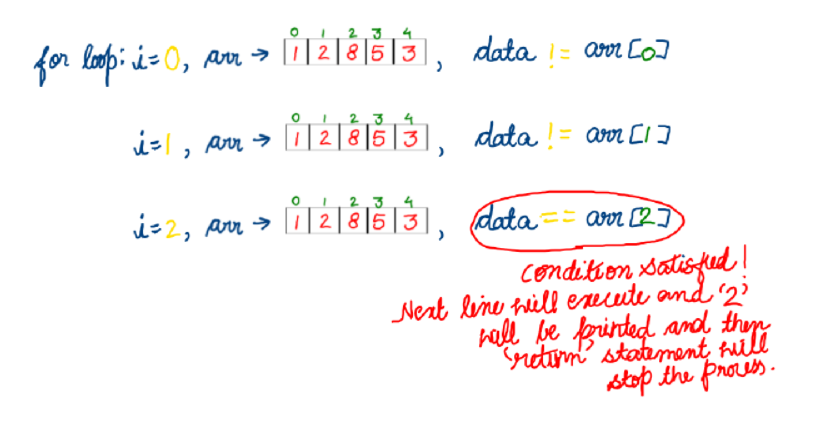 0 1 2 3 4
for loop: i=0, arr → 1 2 8 5 3 , data != arr[0]
0 1 2 3 4
i=1, arr → 1 2 8 5 3 , data != arr[1]
0 1 2 3 4
i=2, arr → 1 2 8 5 3 , data == arr[2]
condition satisfied!
Next line will execute and '2'
will be printed and then
'return' statement will
stop the process.